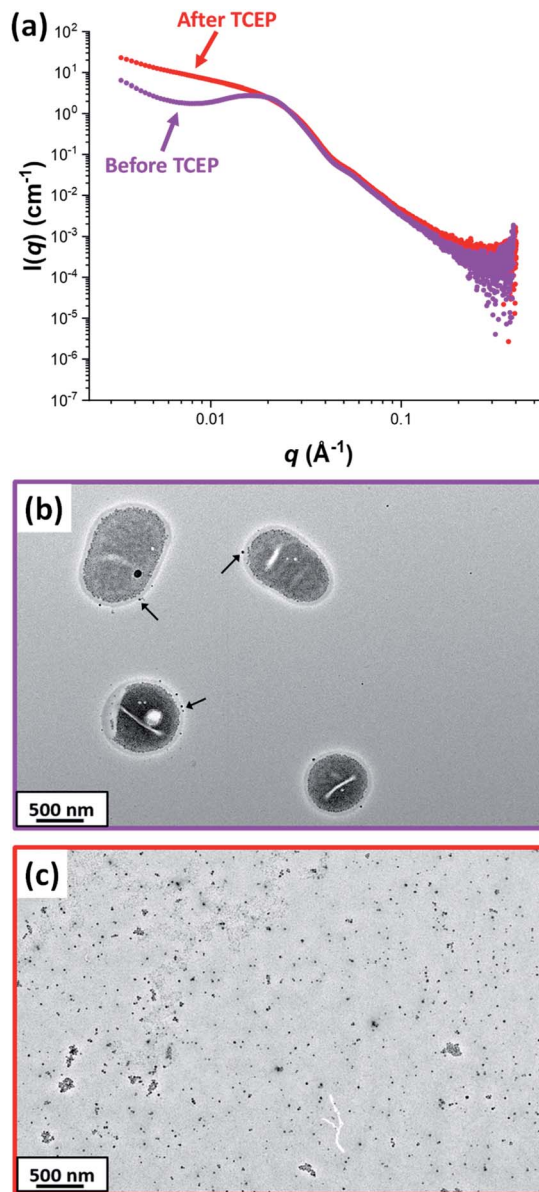 (a)
After TCEP
Before TCEP
I(q) (cm⁻¹)
10²
10¹
10⁰
10⁻¹
10⁻²
10⁻³
10⁻⁴
10⁻⁵
10⁻⁶
10⁻⁷
0.01
0.1
q (Å⁻¹)
(b)
500 nm
(c)
500 nm